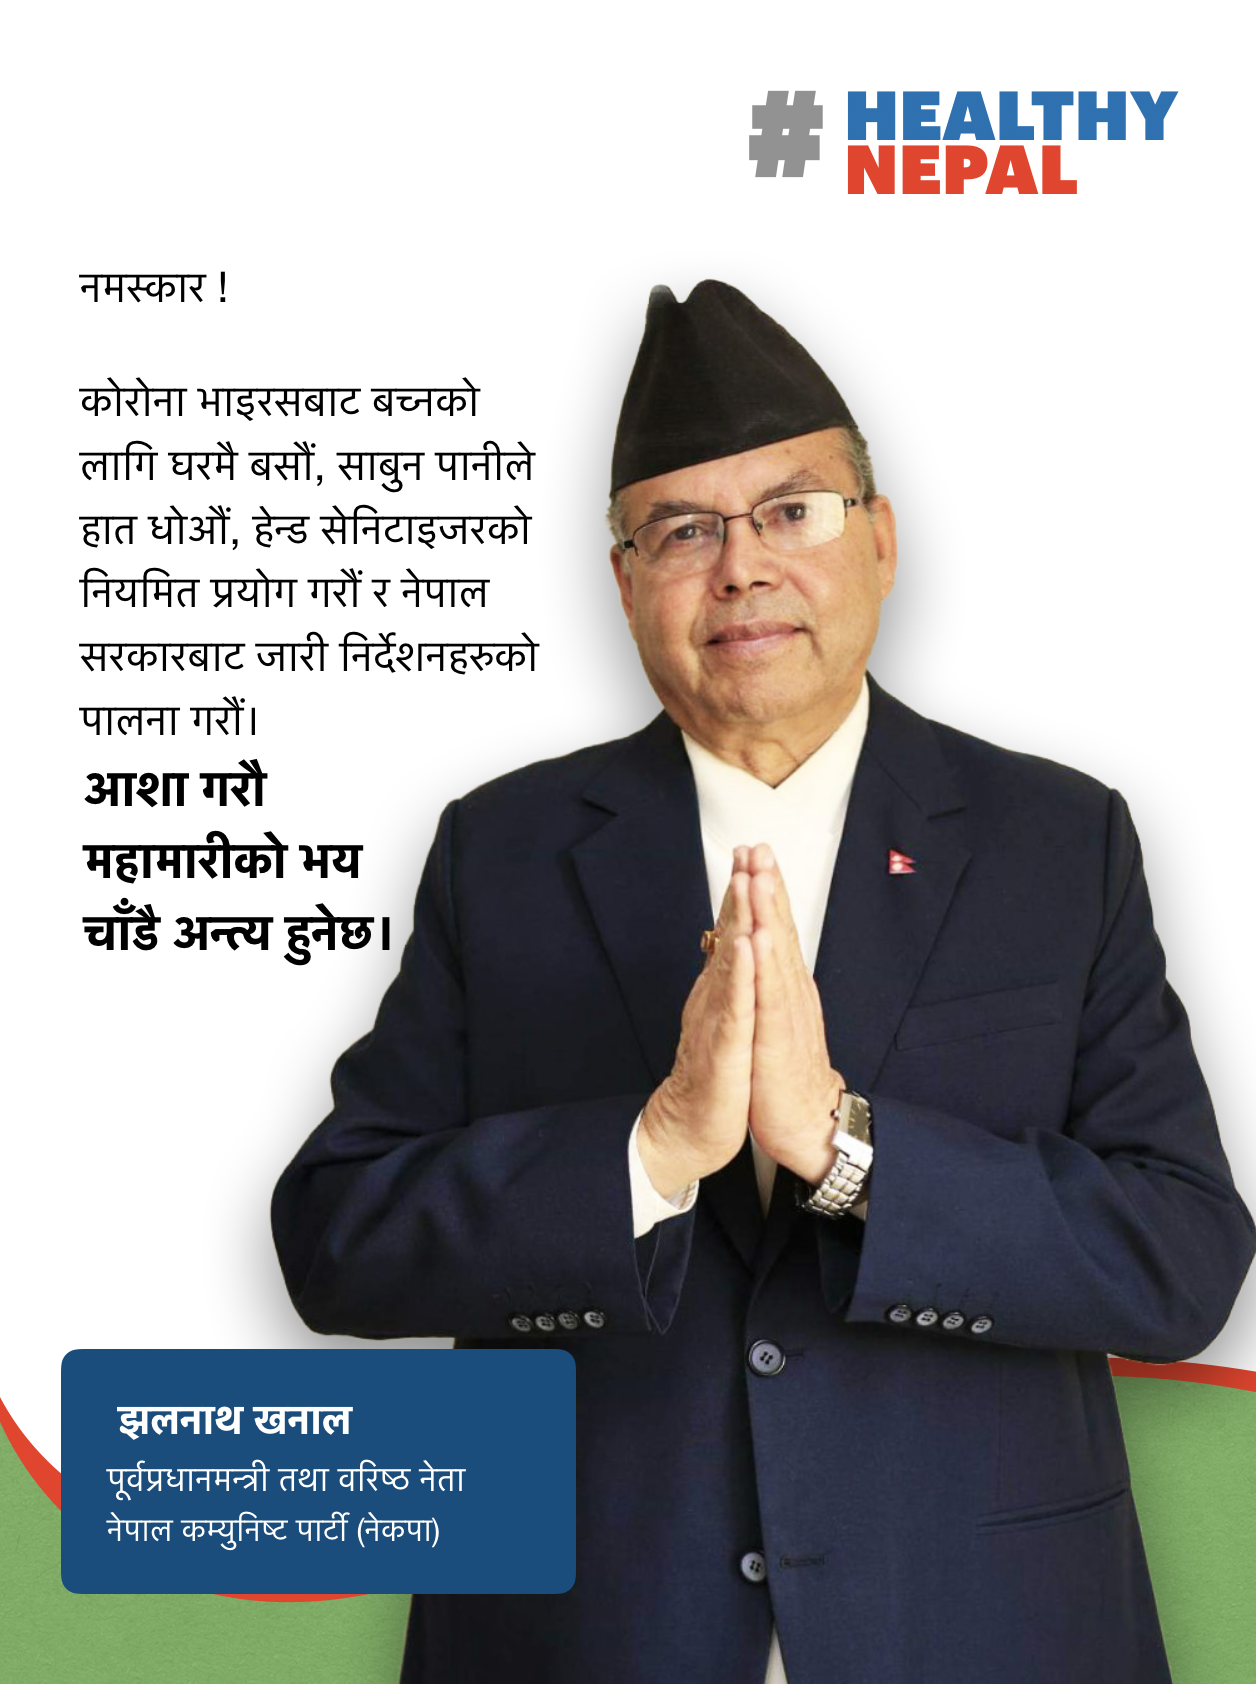 # HEALTHY
NEPAL
नमस्कार !
कोरोना भाइरसबाट बच्नको
लागि घरमै बसौं, साबुन पानीले
हात धोऔं, हेन्ड सेनिटाइजरको
नियमित प्रयोग गरौं र नेपाल
सरकारबाट जारी निर्देशनहरुको
पालना गरौं।
आशा गरौ
महामारीको भय
चाँडै अन्त्य हुनेछ।
झलनाथ खनाल
पूर्वप्रधानमन्त्री तथा वरिष्ठ नेता
नेपाल कम्युनिष्ट पार्टी (नेकपा)